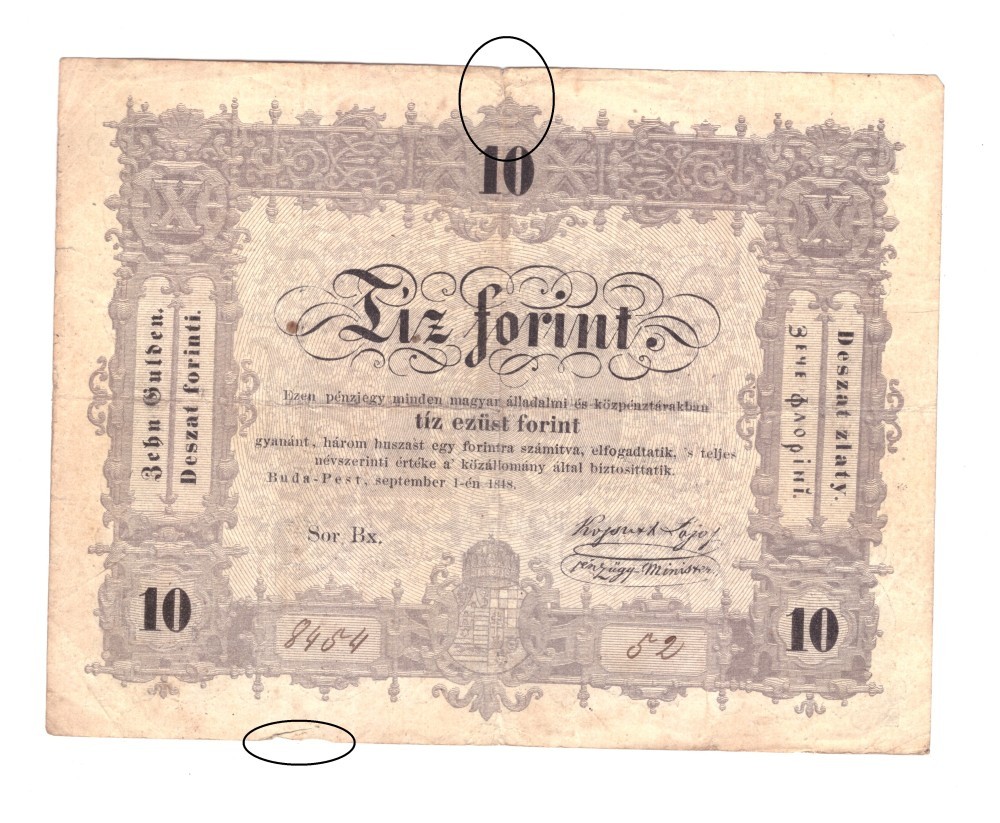 X
10
X
Tíz forint.
Zehn Gulden.
Deszat forinti.
Deszat zlaty.
Зече Флоріні.
Ezen pénzjegy minden magyar álladalmi és közpénztárakban
tíz ezüst forint
gyanánt, három huszast egy forintra számítva, elfogadtatik, 's teljes
névszerinti értéke a' közállomány által biztosittatik.
Buda-Pest, september 1-én 1848.
Sor. Bx.
Kossuth Lajos
pénzügy-Minister.
10
8454
52
10